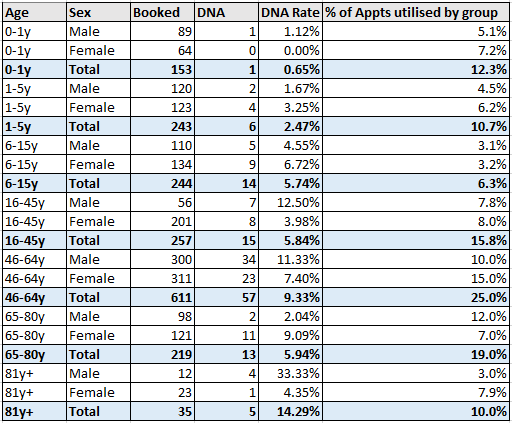 Age Sex Booked DNA DNA Rate % of Appts utilised by group
0-1y Male 89 1 1.12% 5.1%
0-1y Female 64 0 0.00% 7.2%
0-1y Total 153 1 0.65% 12.3%
1-5y Male 120 2 1.67% 4.5%
1-5y Female 123 4 3.25% 6.2%
1-5y Total 243 6 2.47% 10.7%
6-15y Male 110 5 4.55% 3.1%
6-15y Female 134 9 6.72% 3.2%
6-15y Total 244 14 5.74% 6.3%
16-45y Male 56 7 12.50% 7.8%
16-45y Female 201 8 3.98% 8.0%
16-45y Total 257 15 5.84% 15.8%
46-64y Male 300 34 11.33% 10.0%
46-64y Female 311 23 7.40% 15.0%
46-64y Total 611 57 9.33% 25.0%
65-80y Male 98 2 2.04% 12.0%
65-80y Female 121 11 9.09% 7.0%
65-80y Total 219 13 5.94% 19.0%
81y+ Male 12 4 33.33% 3.0%
81y+ Female 23 1 4.35% 7.9%
81y+ Total 35 5 14.29% 10.0%